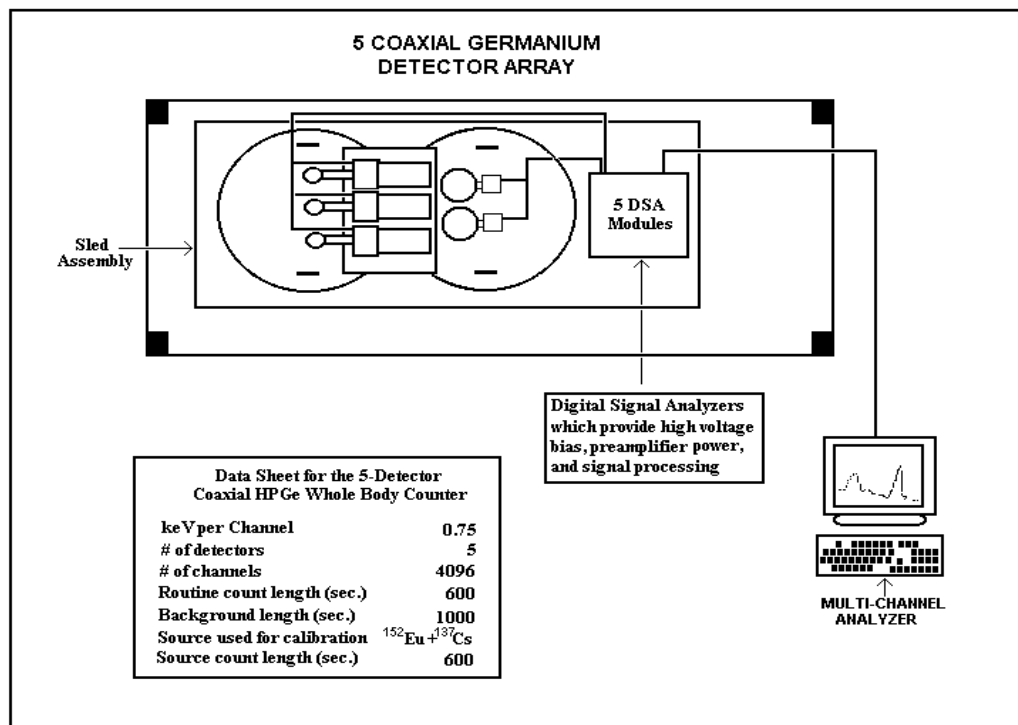 5 COAXIAL GERMANIUM
DETECTOR ARRAY
5 DSA
Modules
Sled
Assembly
Digital Signal Analyzers
which provide high voltage
bias, preamplifier power,
and signal processing
Data Sheet for the 5-Detector
Coaxial HPGe Whole Body Counter
keV per Channel 0.75
# of detectors 5
# of channels 4096
Routine count length (sec.) 600
Background length (sec.) 1000
Source used for calibration ¹⁵²Eu + ¹³⁷Cs
Source count length (sec.) 600
MULTI-CHANNEL
ANALYZER